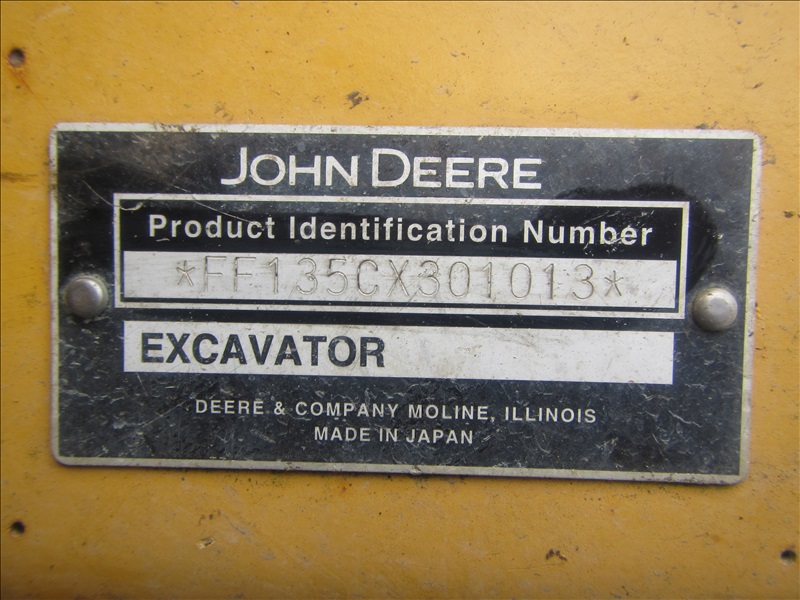 JOHN DEERE
Product Identification Number
*FF135CX301013*
EXCAVATOR
DEERE & COMPANY MOLINE, ILLINOIS
MADE IN JAPAN